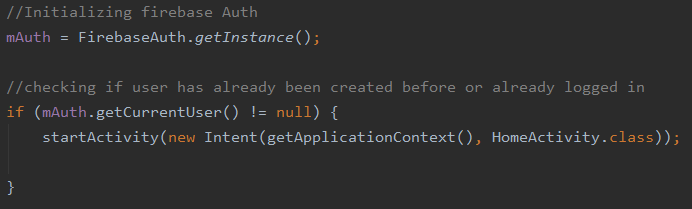 //Initializing firebase Auth
mAuth = FirebaseAuth.getInstance();
//checking if user has already been created before or already logged in
if (mAuth.getCurrentUser() != null) {
startActivity(new Intent(getApplicationContext(), HomeActivity.class));
}